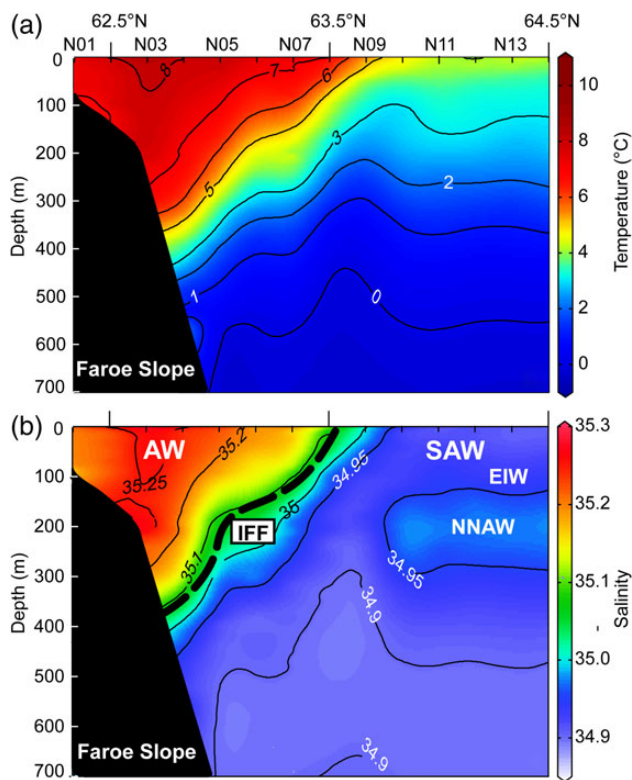 (a)
62.5°N 63.5°N 64.5°N
N01 N03 N05 N07 N09 N11 N13
0
100
200
300
400
500
600
700
Depth (m)
8 7 6
5 3
2
1 0
Faroe Slope
10
8
6
4
2
0
Temperature (°C)
(b)
0
100
200
300
400
500
600
700
Depth (m)
AW 35.2 SAW
34.95 EIW
35.25
35 NNAW
IFF
35.1 34.95
34.9
Faroe Slope 34.9
35.3
35.2
35.1
35.0
34.9
Salinity